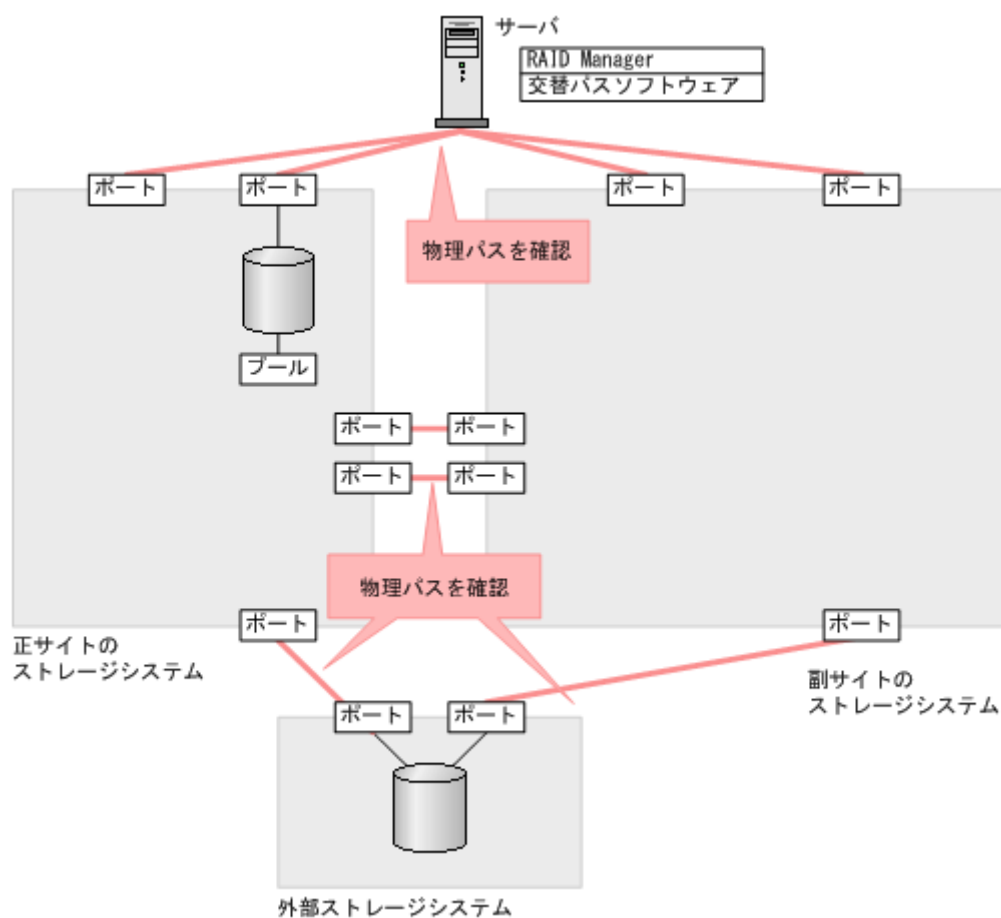 サーバ
RAID Manager
交替パスソフトウェア
ポート
ポート
ポート
ポート
物理パスを確認
プール
ポート
ポート
ポート
ポート
物理パスを確認
ポート
ポート
正サイトの
ストレージシステム
副サイトの
ストレージシステム
ポート
ポート
外部ストレージシステム